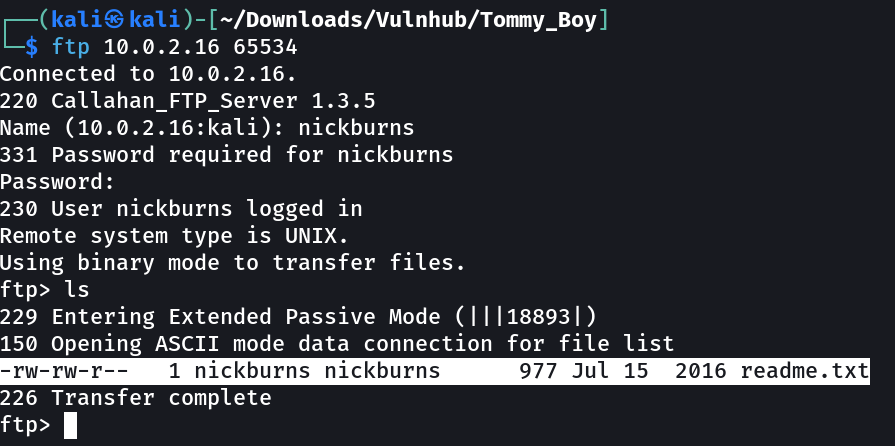 ┌──(kali㉿kali)-[~/Downloads/Vulnhub/Tommy_Boy]
└─$ ftp 10.0.2.16 65534
Connected to 10.0.2.16.
220 Callahan_FTP_Server 1.3.5
Name (10.0.2.16:kali): nickburns
331 Password required for nickburns
Password:
230 User nickburns logged in
Remote system type is UNIX.
Using binary mode to transfer files.
ftp> ls
229 Entering Extended Passive Mode (|||18893|)
150 Opening ASCII mode data connection for file list
-rw-rw-r--   1 nickburns nickburns      977 Jul 15  2016 readme.txt
226 Transfer complete
ftp>